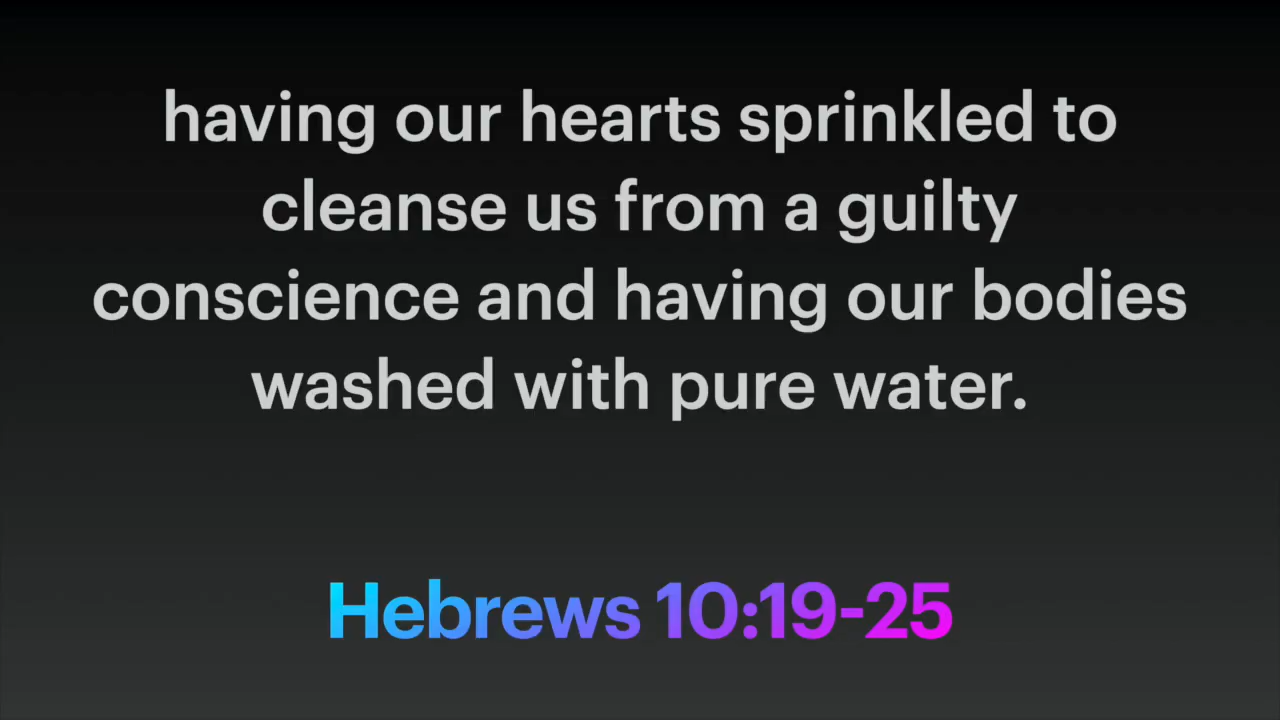 having our hearts sprinkled to
cleanse us from a guilty
conscience and having our bodies
washed with pure water.
Hebrews 10:19-25